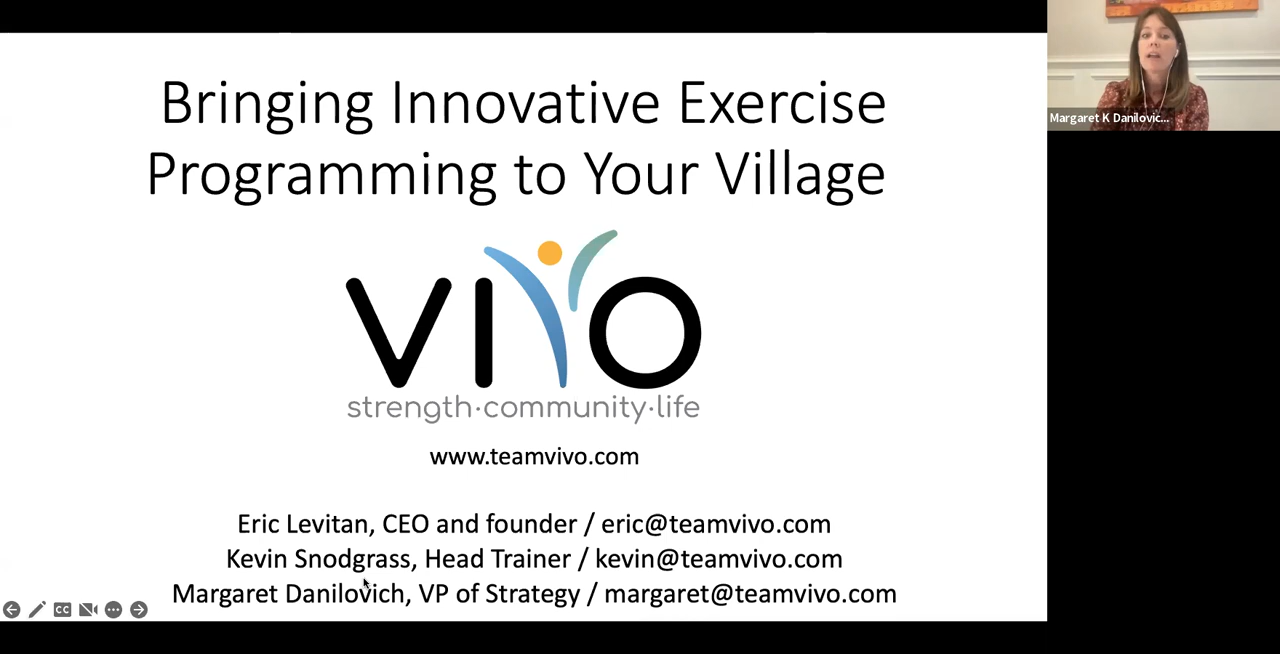 Bringing Innovative Exercise
Programming to Your Village
VIVO
strength·community·life
www.teamvivo.com
Eric Levitan, CEO and founder / eric@teamvivo.com
Kevin Snodgrass, Head Trainer / kevin@teamvivo.com
Margaret Danilovich, VP of Strategy / margaret@teamvivo.com
CC
Margaret K Danilovic...